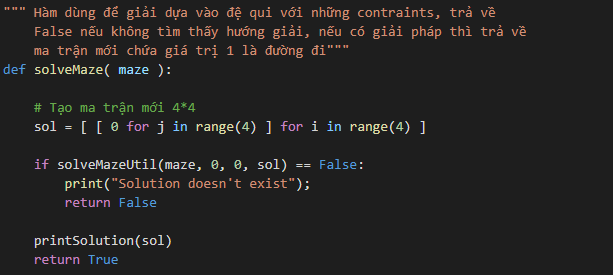 """ Hàm dùng để giải dựa vào đệ qui với những contraints, trả về
    False nếu không tìm thấy hướng giải, nếu có giải pháp thì trả về
    ma trận mới chứa giá trị 1 là đường đi"""
def solveMaze( maze ):
    # Tạo ma trận mới 4*4
    sol = [ [ 0 for j in range(4) ] for i in range(4) ]
    if solveMazeUtil(maze, 0, 0, sol) == False:
        print("Solution doesn't exist");
        return False
    printSolution(sol)
    return True